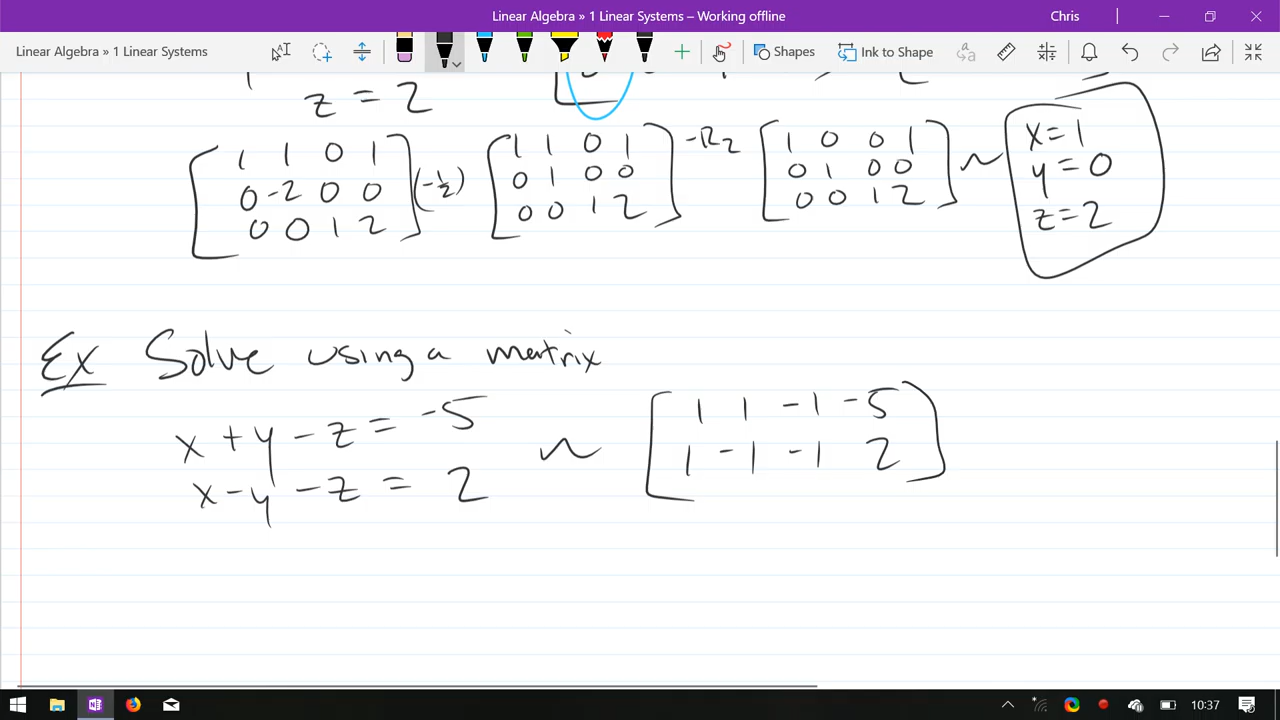 Linear Algebra » 1 Linear Systems – Working offline
Chris
Linear Algebra » 1 Linear Systems
Shapes
Ink to Shape
z = 2
1 1 0 1
0 -2 0 0 (-1/2)
0 0 1 2
1 1 0 1 -R2
0 1 0 0
0 0 1 2
1 0 0 1
0 1 0 0 ~
0 0 1 2
x=1
y=0
z=2
Ex Solve using a matrix
x + y - z = -5
x - y - z = 2
~
1 1 -1 -5
1 -1 -1 2
10:37